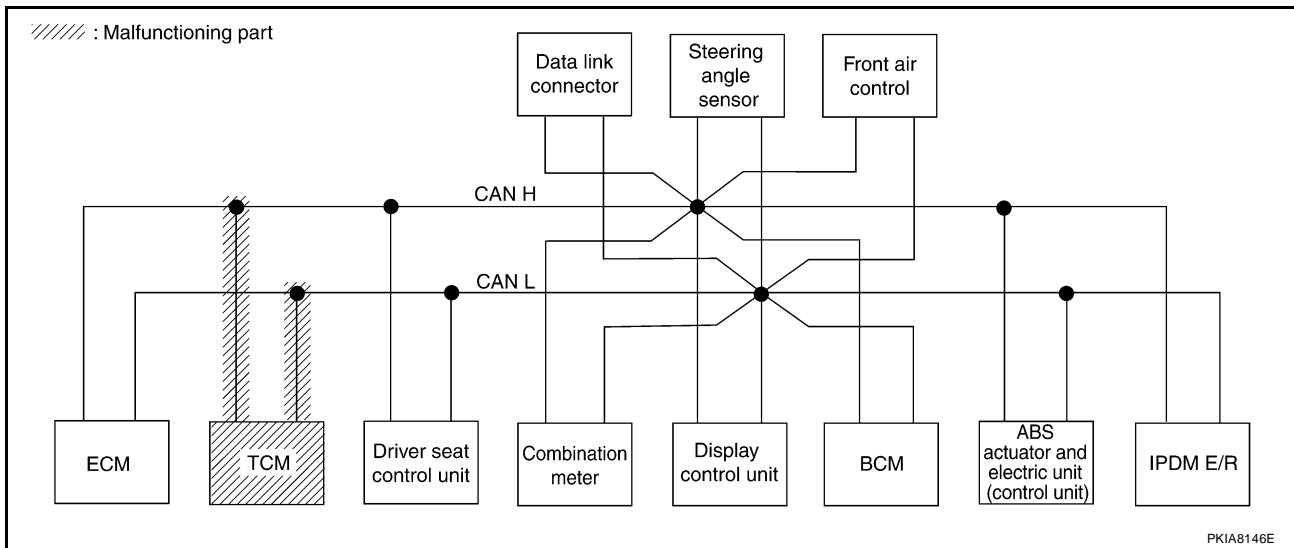 : Malfunctioning part
Data link
connector
Steering
angle
sensor
Front air
control
CAN H
CAN L
ECM
TCM
Driver seat
control unit
Combination
meter
Display
control unit
BCM
ABS
actuator and
electric unit
(control unit)
IPDM E/R
PKIA8146E